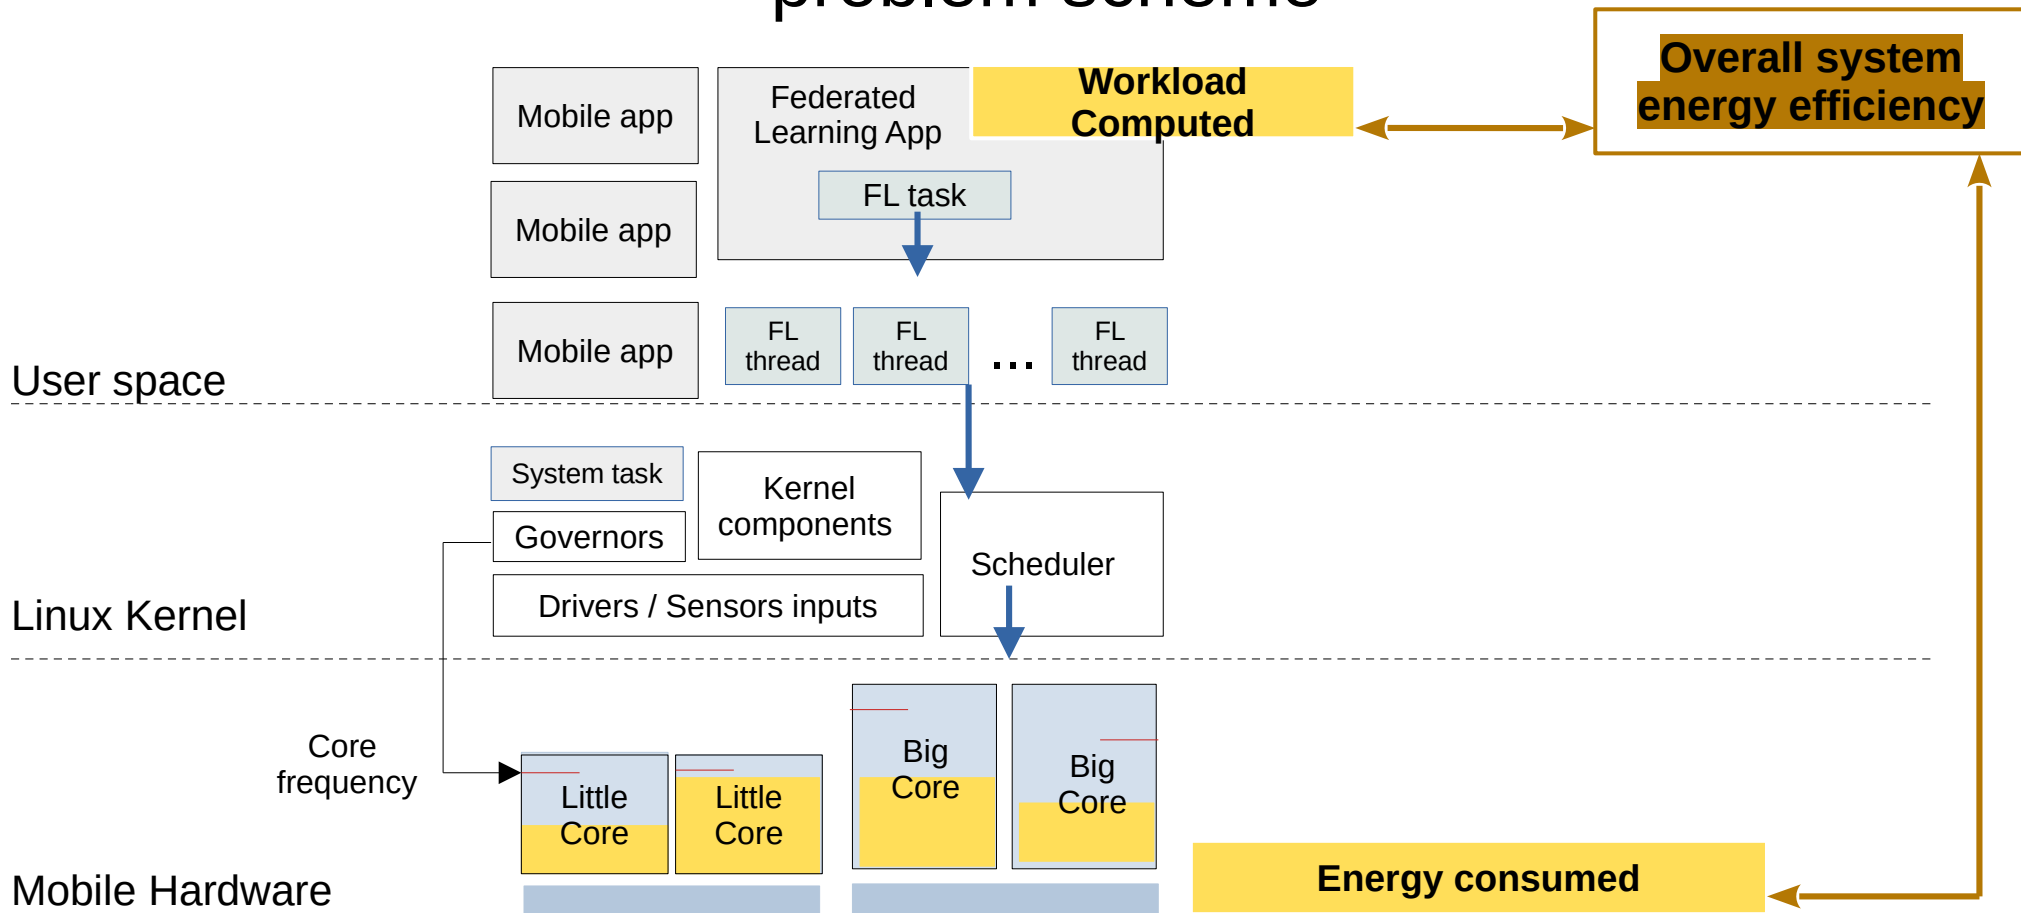 problem scheme
Overall system
energy efficiency
Workload
Computed
Mobile app
Federated
Learning App
FL task
Mobile app
Mobile app
FL
thread
FL
thread
...
FL
thread
User space
System task
Governors
Kernel
components
Scheduler
Drivers / Sensors inputs
Linux Kernel
Core
frequency
Little
Core
Little
Core
Big
Core
Big
Core
Energy consumed
Mobile Hardware